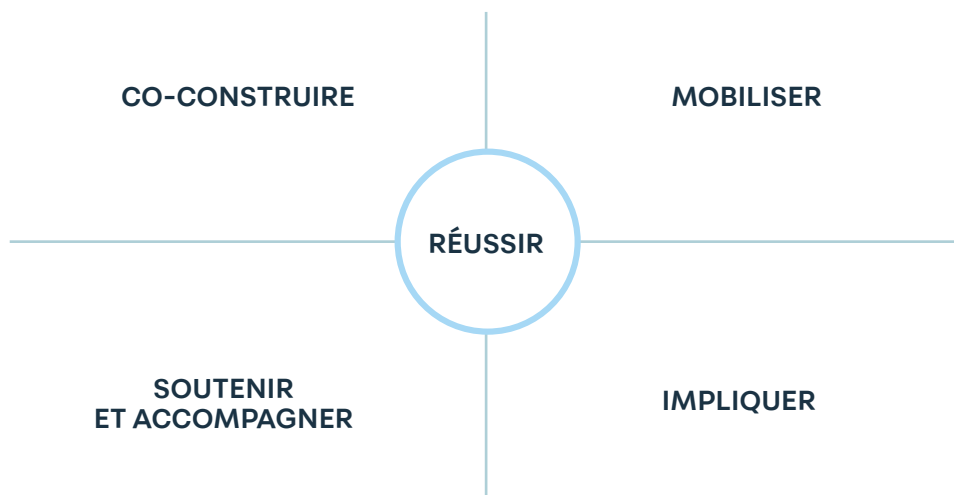 CO-CONSTRUIRE
MOBILISER
RÉUSSIR
SOUTENIR
ET ACCOMPAGNER
IMPLIQUER